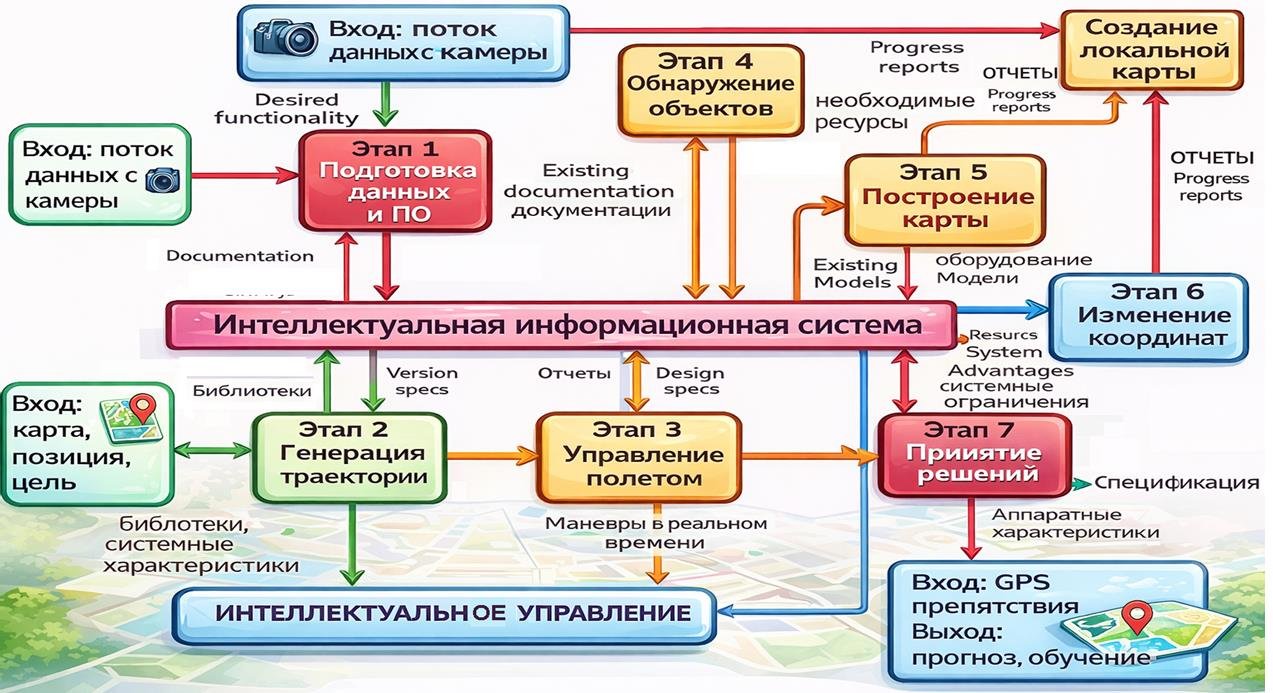 Вход: поток
данных с камеры
Создание
локальной
карты
Progress
reports
ОТЧЕТЫ
Progress
reports
Этап 4
Обнаружение
объектов
необходимые
ресурсы
Desired
functionality
Вход: поток
данных с
камеры
Этап 1
Подготовка
данных
и ПО
Existing
documentation
документации
Этап 5
Построение
карты
ОТЧЕТЫ
Progress
reports
Documentation
Existing
Models
оборудование
Модели
Этап 6
Изменение
координат
Интеллектуальная информационная система
Resurcs
System
Advantages
системные
ограничения
Библиотеки
Version
specs
Отчеты
Design
specs
Вход:
карта,
позиция,
цель
Этап 2
Генерация
траектории
Этап 3
Управление
полетом
Этап 7
Прииятие
решений
Спецификация
библотеки,
системные
характеристики
Маневры в реальном
времени
Аппаратные
характеристики
ИНТЕЛЛЕКТУАЛЬНОЕ УПРАВЛЕНИЕ
Вход: GPS
препятствия
Выход:
прогноз, обучение